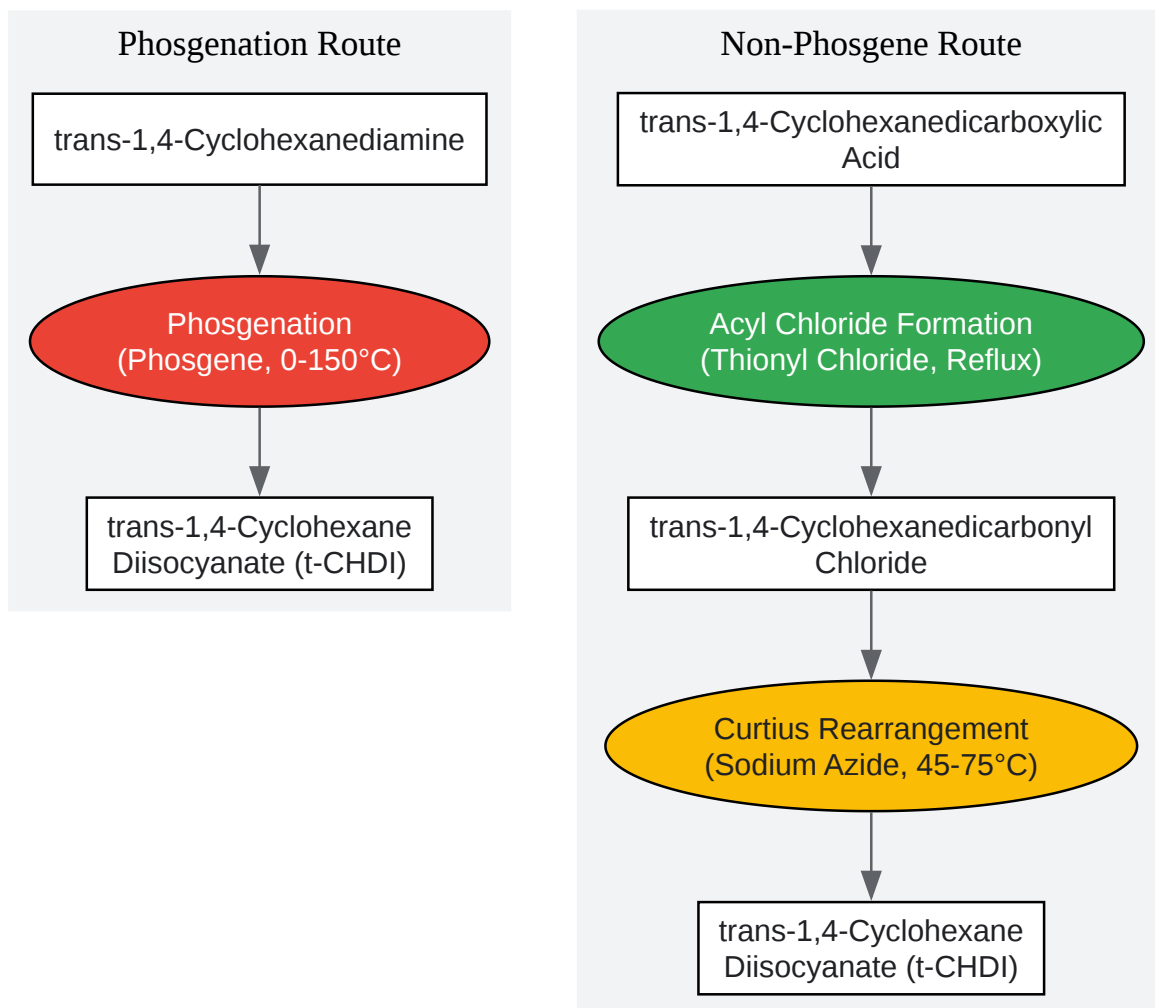 Phosgenation Route
trans-1,4-Cyclohexanediamine
Phosgenation
(Phosgene, 0-150°C)
trans-1,4-Cyclohexane
Diisocyanate (t-CHDI)
Non-Phosgene Route
trans-1,4-Cyclohexanedicarboxylic
Acid
Acyl Chloride Formation
(Thionyl Chloride, Reflux)
trans-1,4-Cyclohexanedicarbonyl
Chloride
Curtius Rearrangement
(Sodium Azide, 45-75°C)
trans-1,4-Cyclohexane
Diisocyanate (t-CHDI)